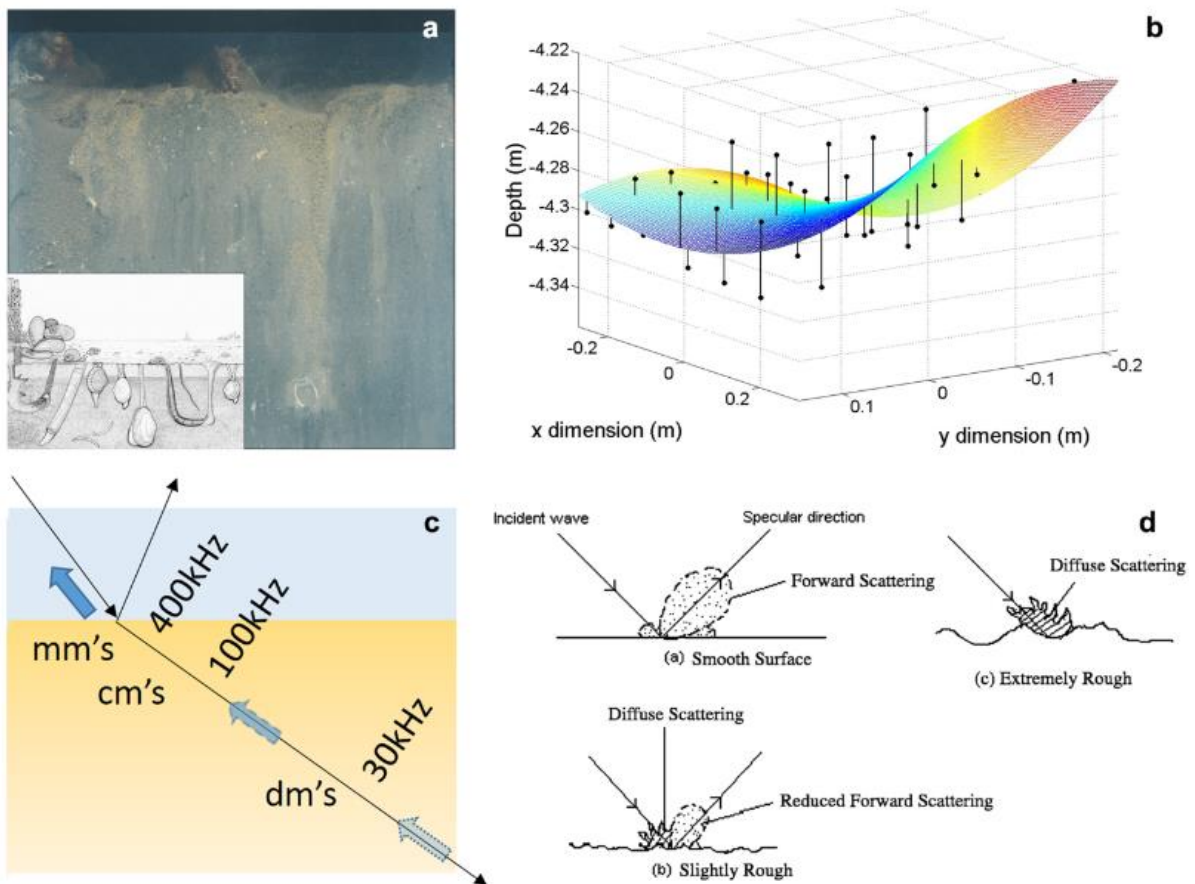 a
b
-4.22
-4.24
-4.26
-4.28
-4.3
-4.32
-4.34
Depth (m)
-0.2
0
0.2
x dimension (m)
0.1
0
-0.1
-0.2
y dimension (m)
c
400kHz
100kHz
30kHz
mm's
cm's
dm's
d
Incident wave
Specular direction
Forward Scattering
(a) Smooth Surface
Diffuse Scattering
(c) Extremely Rough
Diffuse Scattering
Reduced Forward Scattering
(b) Slightly Rough